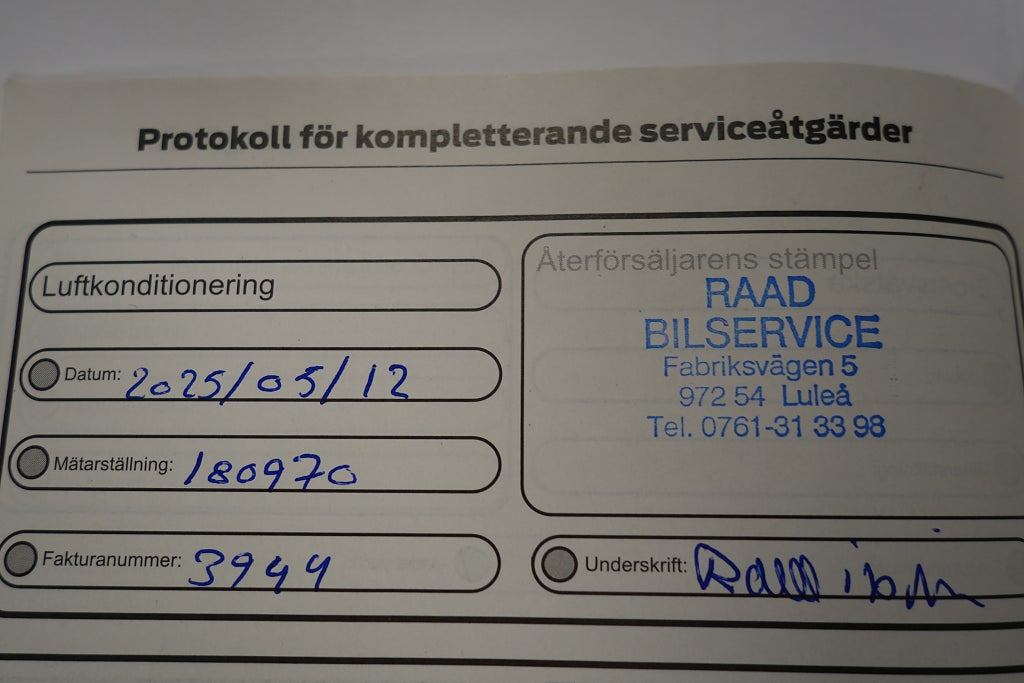 Protokoll för kompletterande serviceåtgärder
Luftkonditionering
Datum: 2025/05/12
Mätarställning: 180970
Fakturanummer: 3944
Återförsäljarens stämpel
RAAD
BILSERVICE
Fabriksvägen 5
972 54 Luleå
Tel. 0761-31 33 98
Underskrift: